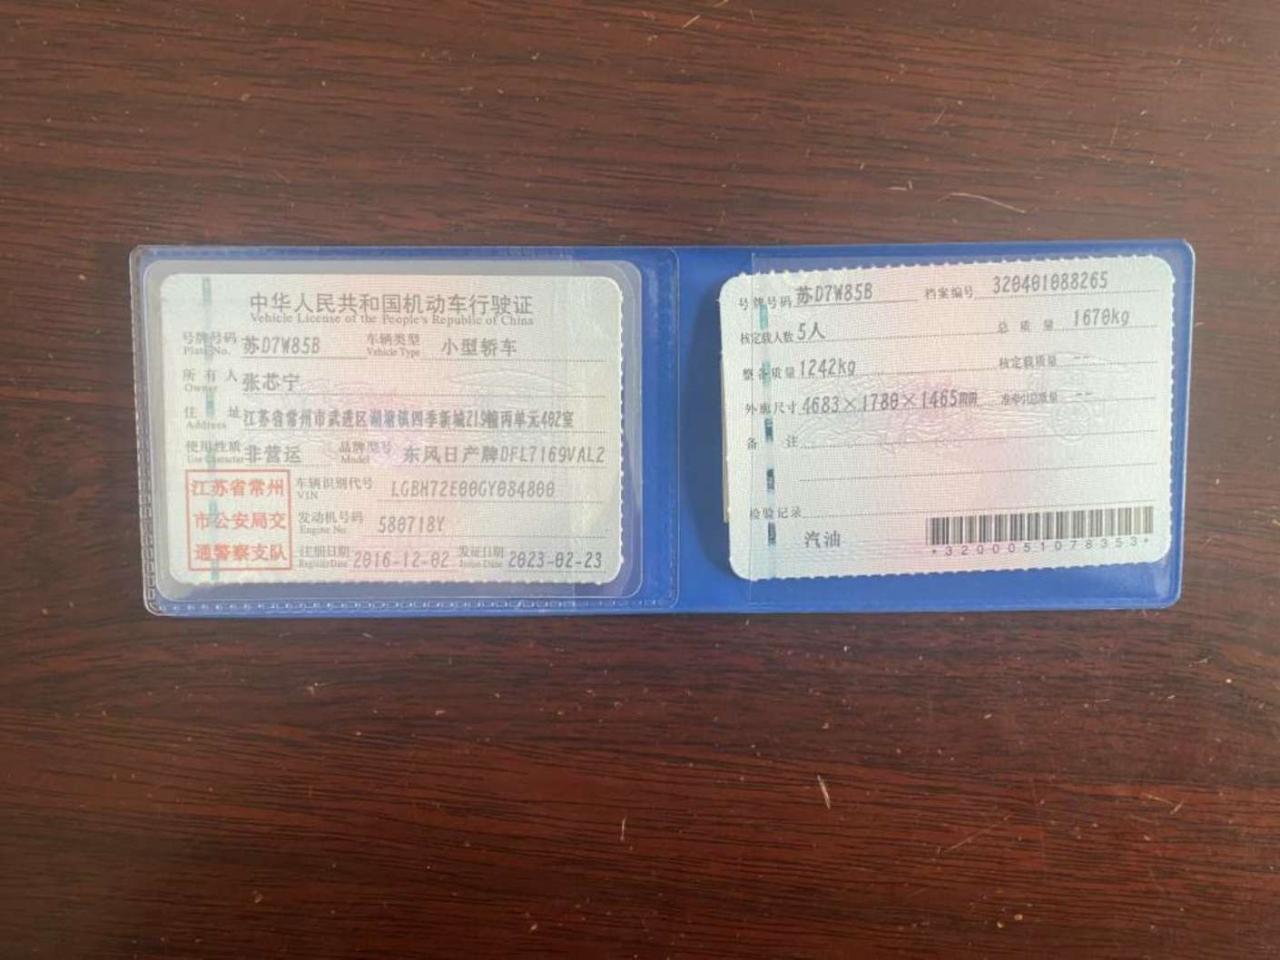 中华人民共和国机动车行驶证
Vehicle License of the People's Republic of China
号牌号码 苏D7W85B 车辆类型 小型轿车
Plate No. Vehicle Type
所有人 张芯宁
Owner
住址 江苏省常州市武进区湖塘镇四季新城219幢丙单元402室
Address
使用性质 非营运 品牌型号 东风日产牌DFL7169VAL2
Use Character Model
江苏省常州
市公安局交
通警察支队
车辆识别代号 LGBH72E00GY084800
VIN
发动机号码 580718Y
Engine No.
注册日期 2016-12-02 发证日期 2023-02-23
Register Date Issue Date
号牌号码 苏D7W85B 档案编号 320401088265
核定载人数 5人 总质量 1670kg
整备质量 1242kg 核定载质量 --
外廓尺寸 4683×1780×1465mm 准牵引总质量 --
备注
检验记录
汽油
*3200051078353*